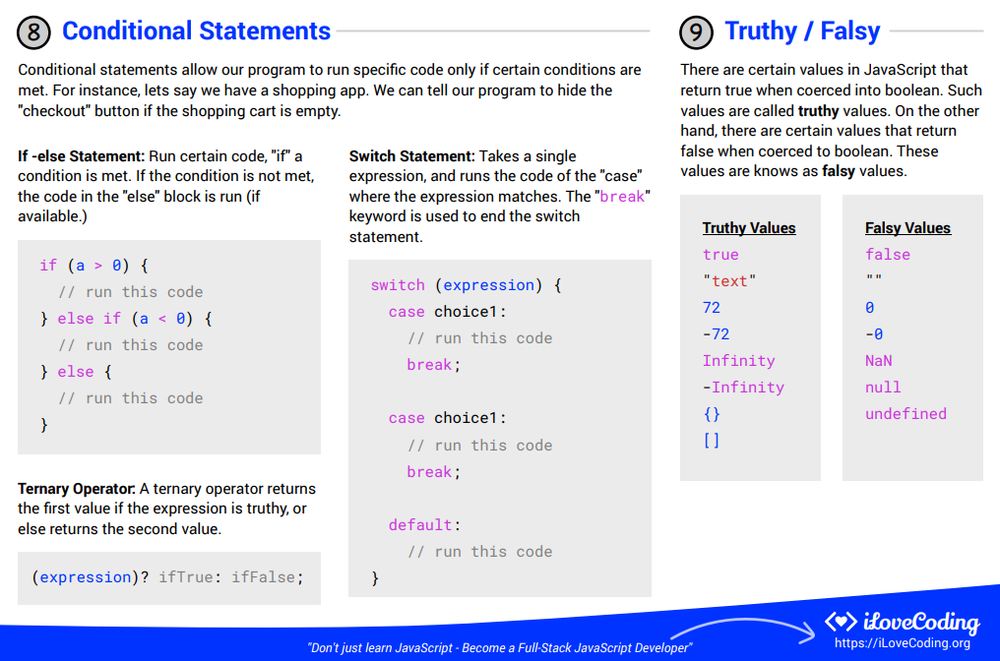 8 Conditional Statements
Conditional statements allow our program to run specific code only if certain conditions are
met. For instance, lets say we have a shopping app. We can tell our program to hide the
"checkout" button if the shopping cart is empty.
If -else Statement: Run certain code, "if" a
condition is met. If the condition is not met,
the code in the "else" block is run (if
available.)
if (a > 0) {
// run this code
} else if (a < 0) {
// run this code
} else {
// run this code
}
Ternary Operator: A ternary operator returns
the first value if the expression is truthy, or
else returns the second value.
(expression)? ifTrue: ifFalse;
Switch Statement: Takes a single
expression, and runs the code of the "case"
where the expression matches. The "break"
keyword is used to end the switch
statement.
switch (expression) {
case choice1:
// run this code
break;
case choice1:
// run this code
break;
default:
// run this code
}
9 Truthy / Falsy
There are certain values in JavaScript that
return true when coerced into boolean. Such
values are called truthy values. On the other
hand, there are certain values that return
false when coerced to boolean. These
values are knows as falsy values.
Truthy Values
true
"text"
72
-72
Infinity
-Infinity
{}
[]
Falsy Values
false
""
0
-0
NaN
null
undefined
"Don't just learn JavaScript - Become a Full-Stack JavaScript Developer"
iLoveCoding
https://iLoveCoding.org